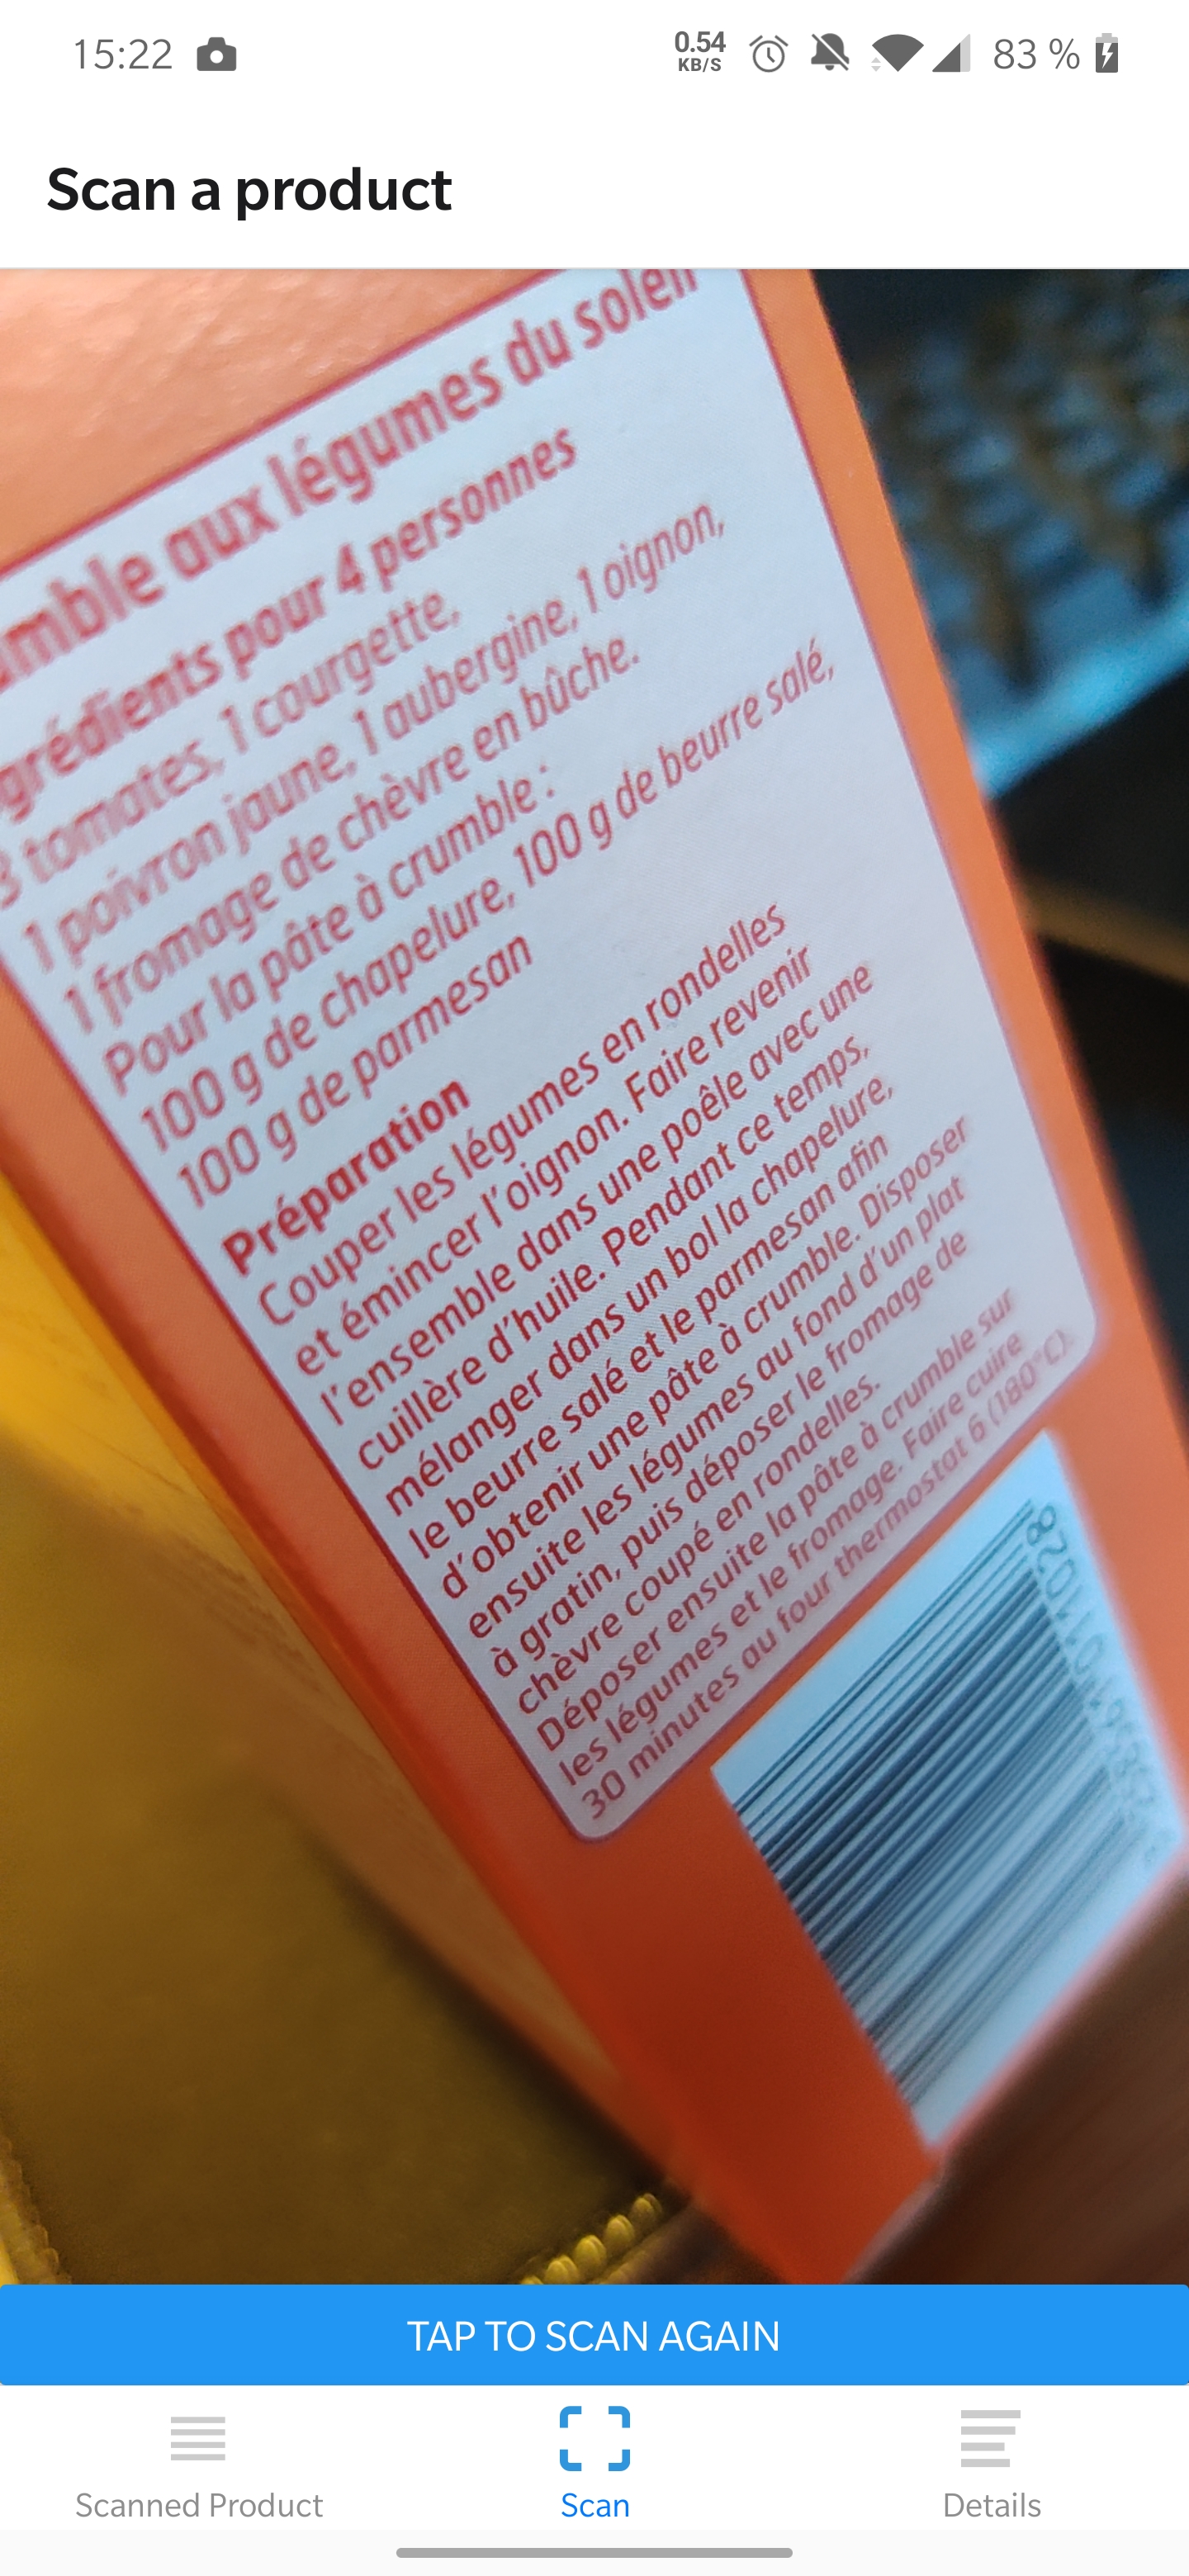 15:22
0.54
KB/S
83 %
Scan a product
mble aux légumes du soleil
grédients pour 4 personnes
3 tomates, 1 courgette,
1 poivron jaune, 1 aubergine, 1 oignon,
1 fromage de chèvre en bûche.
Pour la pâte à crumble :
100 g de chapelure, 100 g de beurre salé,
100 g de parmesan
Préparation
Couper les légumes en rondelles
et émincer l'oignon. Faire revenir
l'ensemble dans une poêle avec une
cuillère d'huile. Pendant ce temps,
mélanger dans un bol la chapelure,
le beurre salé et le parmesan afin
d'obtenir une pâte à crumble. Disposer
ensuite les légumes au fond d'un plat
à gratin, puis déposer le fromage de
chèvre coupé en rondelles.
Déposer ensuite la pâte à crumble sur
les légumes et le fromage. Faire cuire
30 minutes au four thermostat 6 (180°C).
TAP TO SCAN AGAIN
Scanned Product
Scan
Details